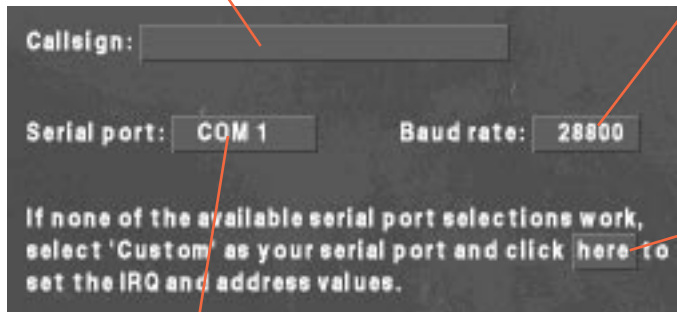 Callsign:
Serial port: COM 1 Baud rate: 28800
If none of the available serial port selections work,
select 'Custom' as your serial port and click here to
set the IRQ and address values.